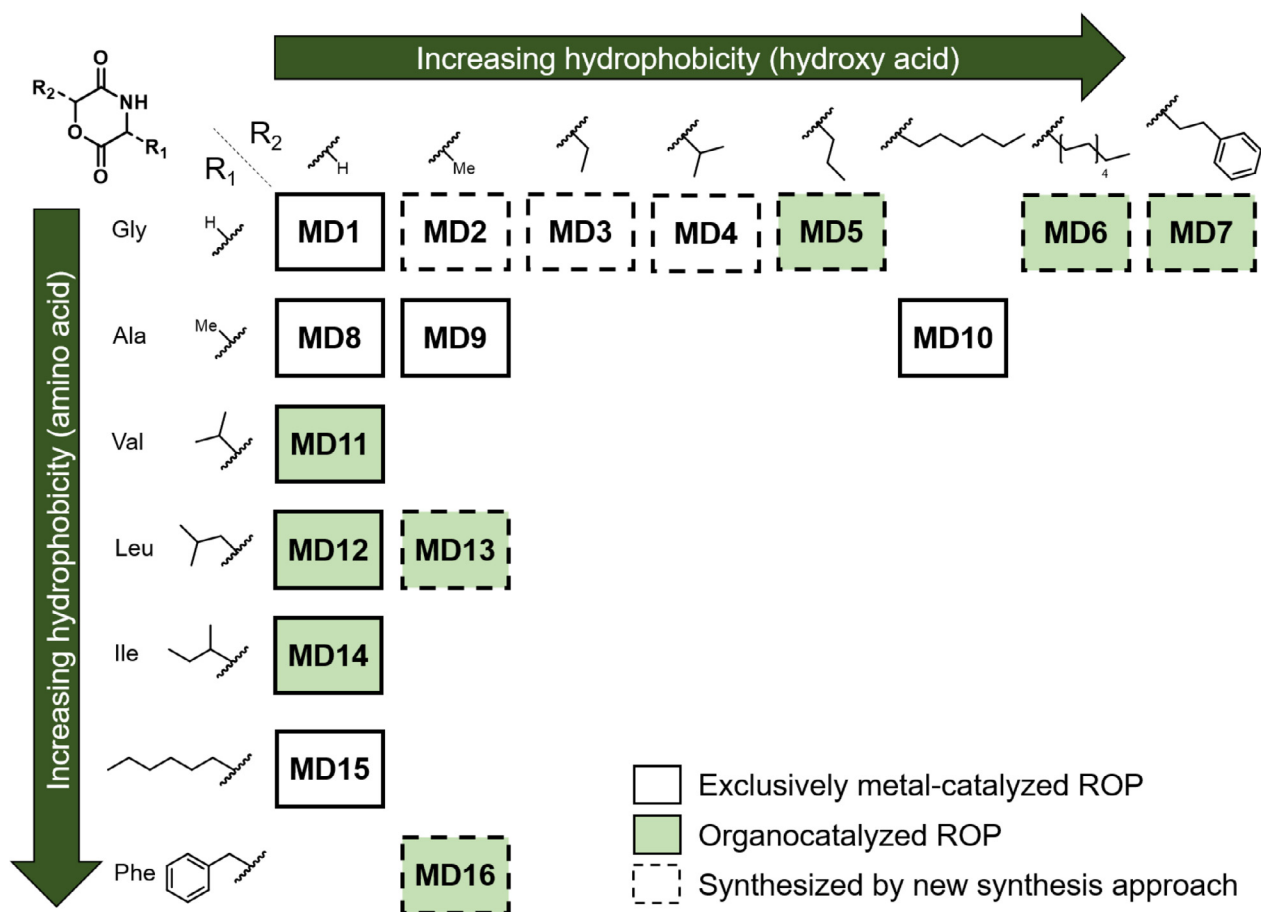 Increasing hydrophobicity (hydroxy acid)
O
R2
NH
O
R1
O
R2
R1
H
Me
4
Increasing hydrophobicity (amino acid)
Gly
H
MD1
MD2
MD3
MD4
MD5
MD6
MD7
Ala
Me
MD8
MD9
MD10
Val
MD11
Leu
MD12
MD13
Ile
MD14
MD15
Phe
MD16
Exclusively metal-catalyzed ROP
Organocatalyzed ROP
Synthesized by new synthesis approach